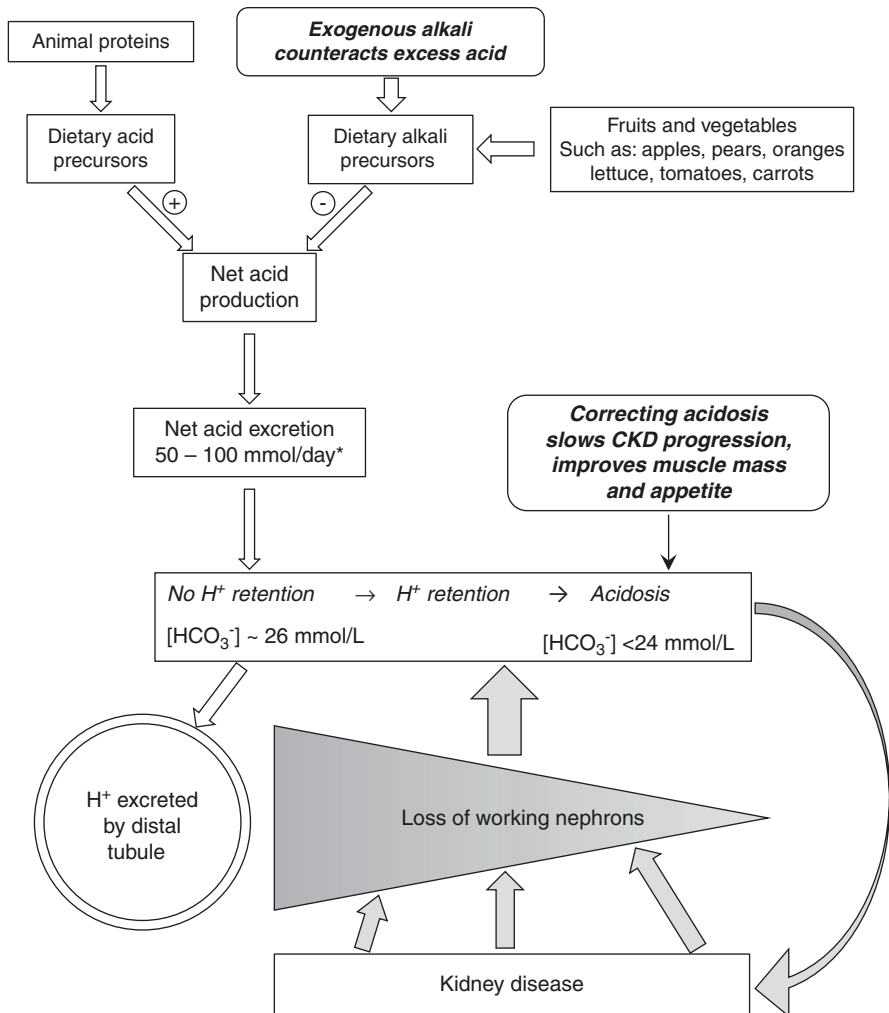 Animal proteins
Exogenous alkali
counteracts excess acid
Dietary acid
precursors
Dietary alkali
precursors
Fruits and vegetables
Such as: apples, pears, oranges
lettuce, tomatoes, carrots
+
-
Net acid
production
Net acid excretion
50 – 100 mmol/day*
Correcting acidosis
slows CKD progression,
improves muscle mass
and appetite
No H⁺ retention → H⁺ retention → Acidosis
[HCO₃⁻] ~ 26 mmol/L [HCO₃⁻] <24 mmol/L
H⁺ excreted
by distal
tubule
Loss of working nephrons
Kidney disease